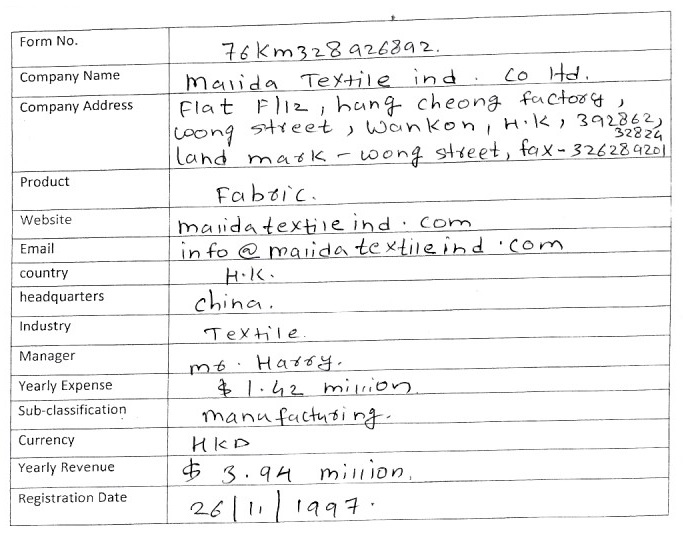 Form No. 76Km328926892.
Company Name Maiida Textile ind. co ltd.
Company Address Flat F/12, hang cheong factory,
woong street, Wankon, H.K, 392862,
32824
land mark - wong street, fax - 326289201
Product Fabric.
Website maiidatextileind.com
Email info@maiidatextileind.com
country H.K.
headquarters china.
Industry Textile.
Manager mr. Harry.
Yearly Expense $ 1.42 million
Sub-classification manufacturing.
Currency HKD
Yearly Revenue $ 3.94 million.
Registration Date 26/11/1997.